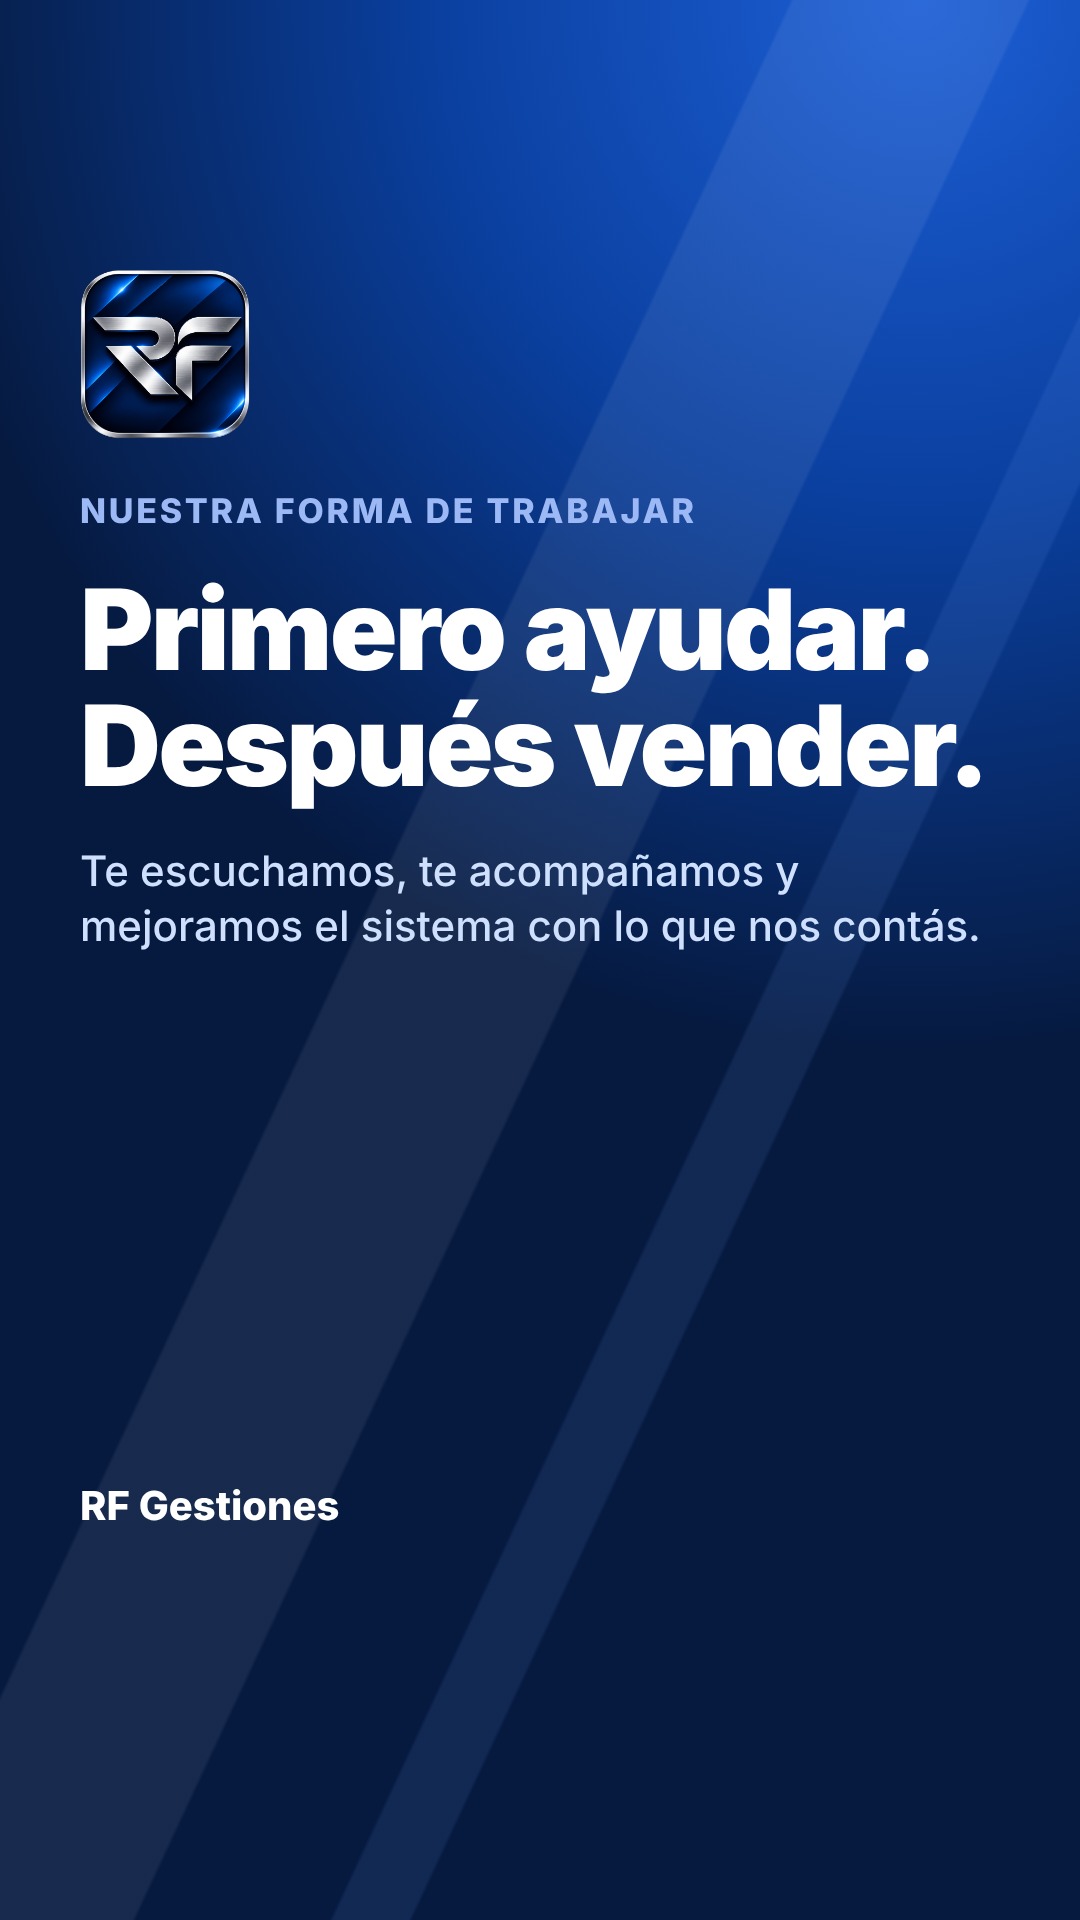 RF
NUESTRA FORMA DE TRABAJAR
Primero ayudar.
Después vender.
Te escuchamos, te acompañamos y
mejoramos el sistema con lo que nos contás.
RF Gestiones